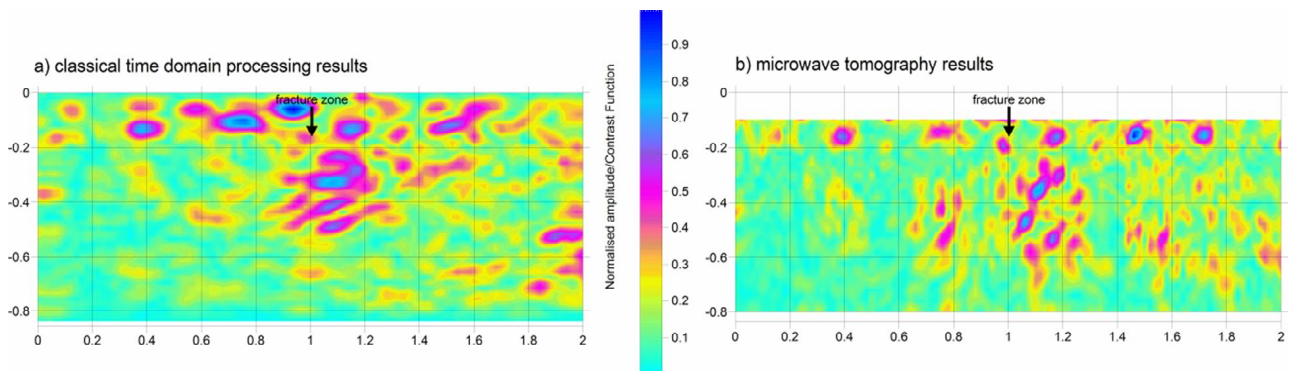 a) classical time domain processing results
fracture zone
0
-0.2
-0.4
-0.6
-0.8
0 0.2 0.4 0.6 0.8 1 1.2 1.4 1.6 1.8 2
Normalised amplitude/Contrast Function
0.9
0.8
0.7
0.6
0.5
0.4
0.3
0.2
0.1
b) microwave tomography results
fracture zone
0
-0.2
-0.4
-0.6
-0.8
0 0.2 0.4 0.6 0.8 1 1.2 1.4 1.6 1.8 2